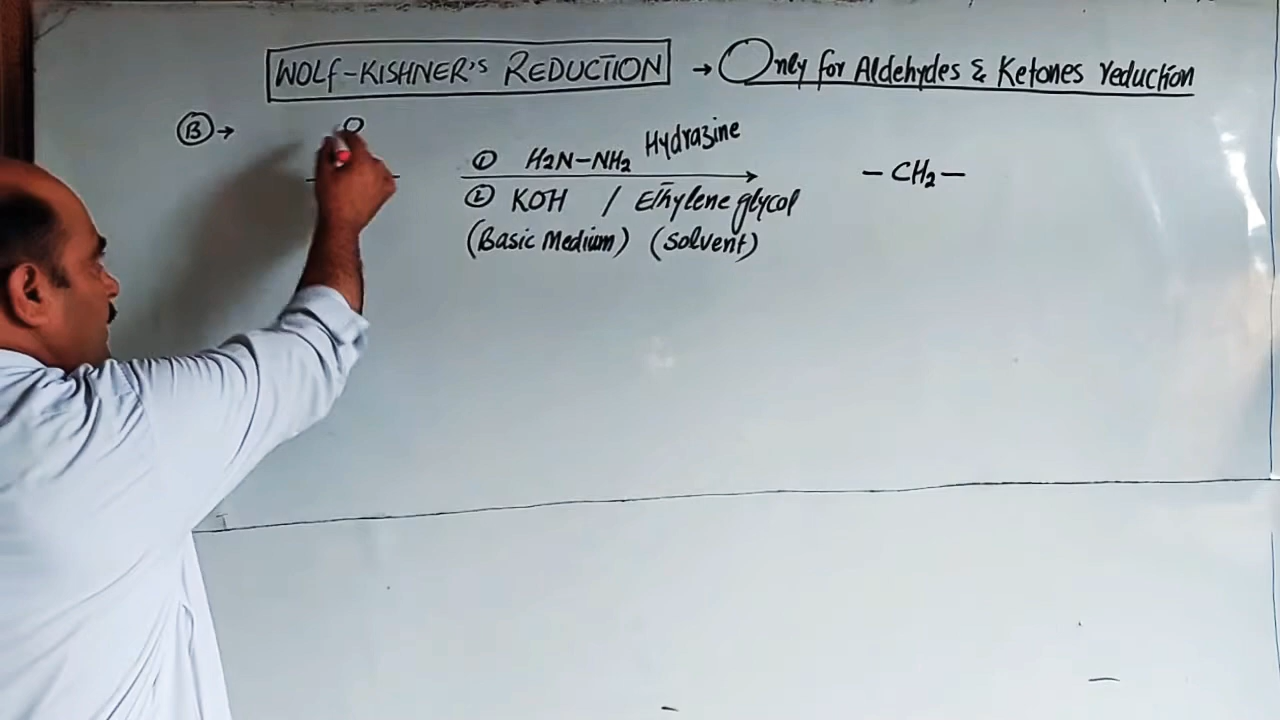 WOLF-KISHNER'S REDUCTION → Only for Aldehydes & Ketones reduction
B → O
① H2N-NH2 Hydrazine
② KOH / Ethylene glycol
(Basic Medium) (Solvent)
- CH2 -